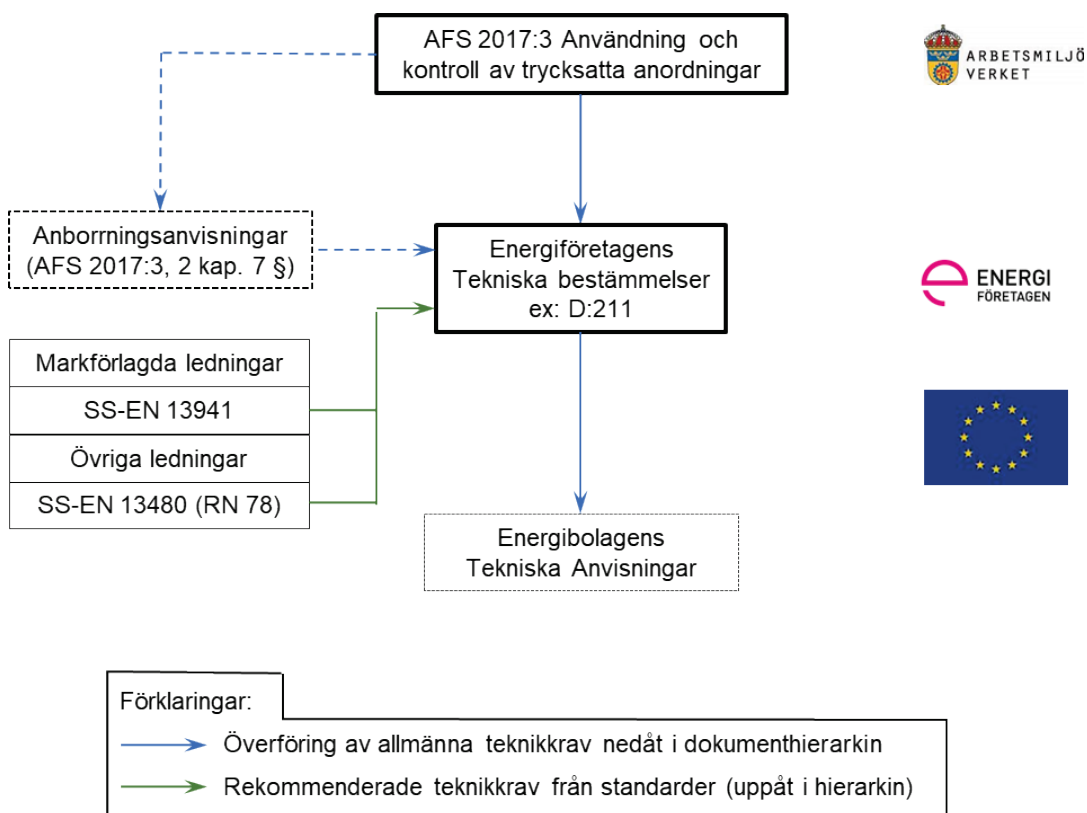 AFS 2017:3 Användning och
kontroll av trycksatta anordningar
ARBETSMILJÖ
VERKET
Anborrningsanvisningar
(AFS 2017:3, 2 kap. 7 §)
Energiföretagens
Tekniska bestämmelser
ex: D:211
ENERGI
FÖRETAGEN
Markförlagda ledningar
SS-EN 13941
Övriga ledningar
SS-EN 13480 (RN 78)
Energibolagens
Tekniska Anvisningar
Förklaringar:
Överföring av allmänna teknikkrav nedåt i dokumenthierarkin
Rekommenderade teknikkrav från standarder (uppåt i hierarkin)